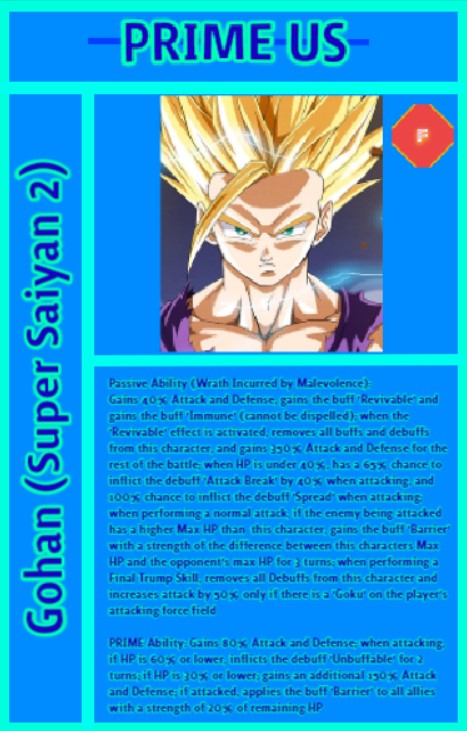 PRIME US
F
Gohan (Super Saiyan 2)
Passive Ability (Wrath Incurred by Malevolence):
Gains 40% Attack and Defense; gains the buff 'Revivable' and
gains the buff 'Immune' (cannot be dispelled); when the
'Revivable' effect is activated, removes all buffs and debuffs
from this character, and gains 350% Attack and Defense for the
rest of the battle; when HP is under 40%, has a 65% chance to
inflict the debuff 'Attack Break' by 40% when attacking, and
100% chance to inflict the debuff 'Spread' when attacking;
when performing a normal attack, if the enemy being attacked
has a higher Max HP than this character, gains the buff 'Barrier'
with a strength of the difference between this characters Max
HP and the opponent's max HP for 3 turns; when performing a
Final Trump Skill, removes all Debuffs from this character and
increases attack by 50% only if there is a 'Goku' on the player's
attacking force field
PRIME Ability: Gains 80% Attack and Defense; when attacking,
if HP is 60% or lower, inflicts the debuff 'Unbuffable' for 2
turns; if HP is 30% or lower, gains an additional 150% Attack
and Defense; if attacked, applies the buff 'Barrier' to all allies
with a strength of 20% of remaining HP